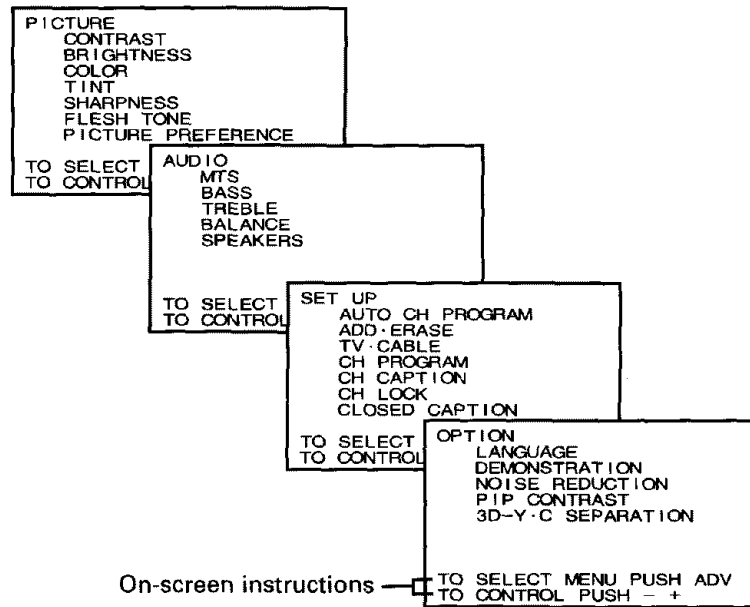 PICTURE
CONTRAST
BRIGHTNESS
COLOR
TINT
SHARPNESS
FLESH TONE
PICTURE PREFERENCE
TO SELECT
TO CONTROL
AUDIO
MTS
BASS
TREBLE
BALANCE
SPEAKERS
TO SELECT
TO CONTROL
SET UP
AUTO CH PROGRAM
ADD·ERASE
TV·CABLE
CH PROGRAM
CH CAPTION
CH LOCK
CLOSED CAPTION
TO SELECT
TO CONTROL
OPTION
LANGUAGE
DEMONSTRATION
NOISE REDUCTION
PIP CONTRAST
3D-Y·C SEPARATION
TO SELECT MENU PUSH ADV
TO CONTROL PUSH − +
On-screen instructions